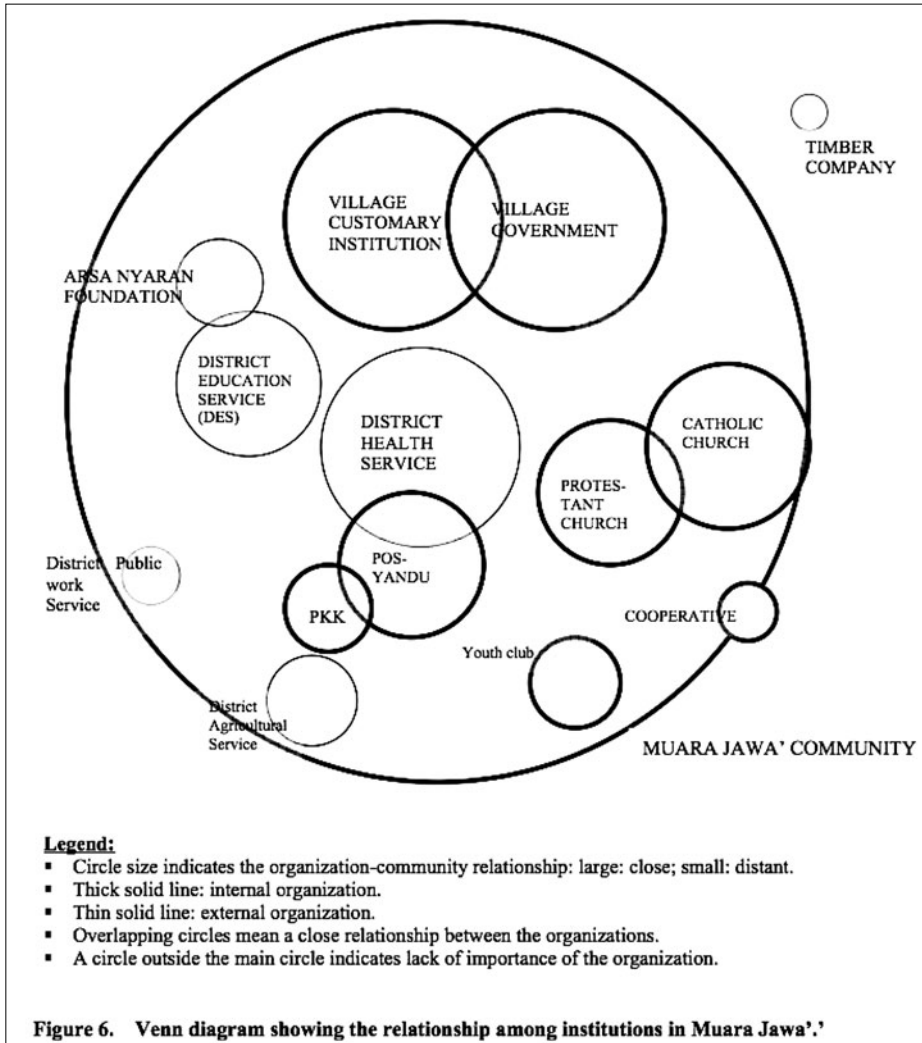 TIMBER
COMPANY
VILLAGE
CUSTOMARY
INSTITUTION
VILLAGE
GOVERNMENT
ARSA NYARAN
FOUNDATION
DISTRICT
EDUCATION
SERVICE
(DES)
DISTRICT
HEALTH
SERVICE
CATHOLIC
CHURCH
PROTES-
TANT
CHURCH
District Public
work
Service
POS-
YANDU
PKK
COOPERATIVE
Youth club
District
Agricultural
Service
MUARA JAWA' COMMUNITY
Legend:
▪ Circle size indicates the organization-community relationship: large: close; small: distant.
▪ Thick solid line: internal organization.
▪ Thin solid line: external organization.
▪ Overlapping circles mean a close relationship between the organizations.
▪ A circle outside the main circle indicates lack of importance of the organization.
Figure 6. Venn diagram showing the relationship among institutions in Muara Jawa'.'